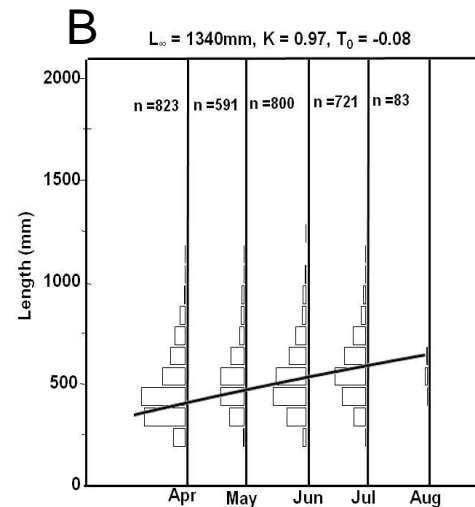 B
L∞ = 1340mm, K = 0.97, T0 = -0.08
2000
n =823 n =591 n =800 n =721 n =83
1500
Length (mm)
1000
500
0
Apr May Jun Jul Aug